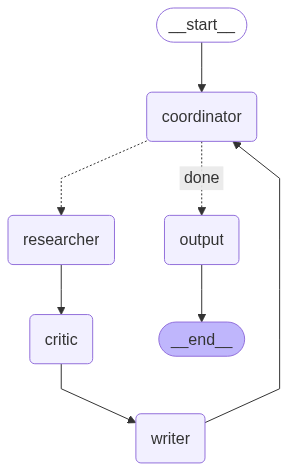 __start__
coordinator
done
researcher
output
critic
__end__
writer